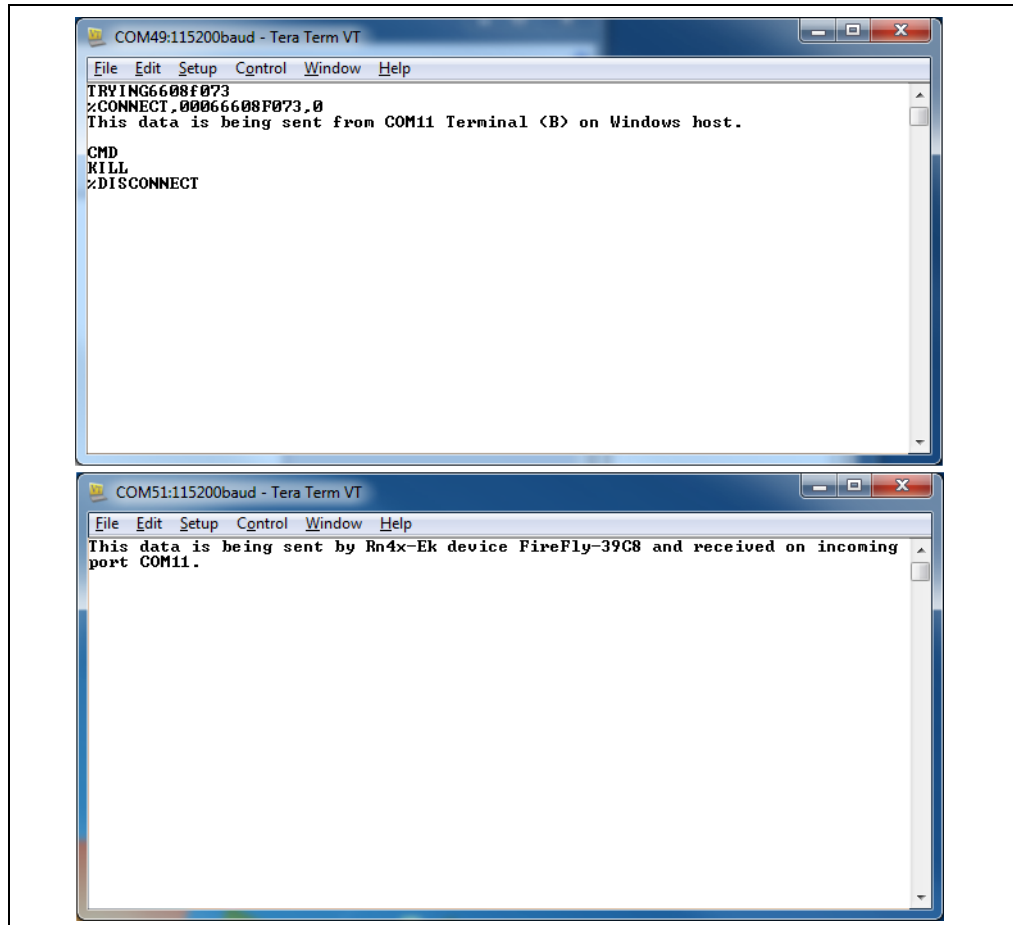 COM49:115200baud - Tera Term VT
File Edit Setup Control Window Help
TRYING6608f073
%CONNECT,00066608F073,0
This data is being sent from COM11 Terminal (B) on Windows host.
CMD
KILL
%DISCONNECT
COM51:115200baud - Tera Term VT
File Edit Setup Control Window Help
This data is being sent by Rn4x-Ek device FireFly-39C8 and received on incoming
port COM11.